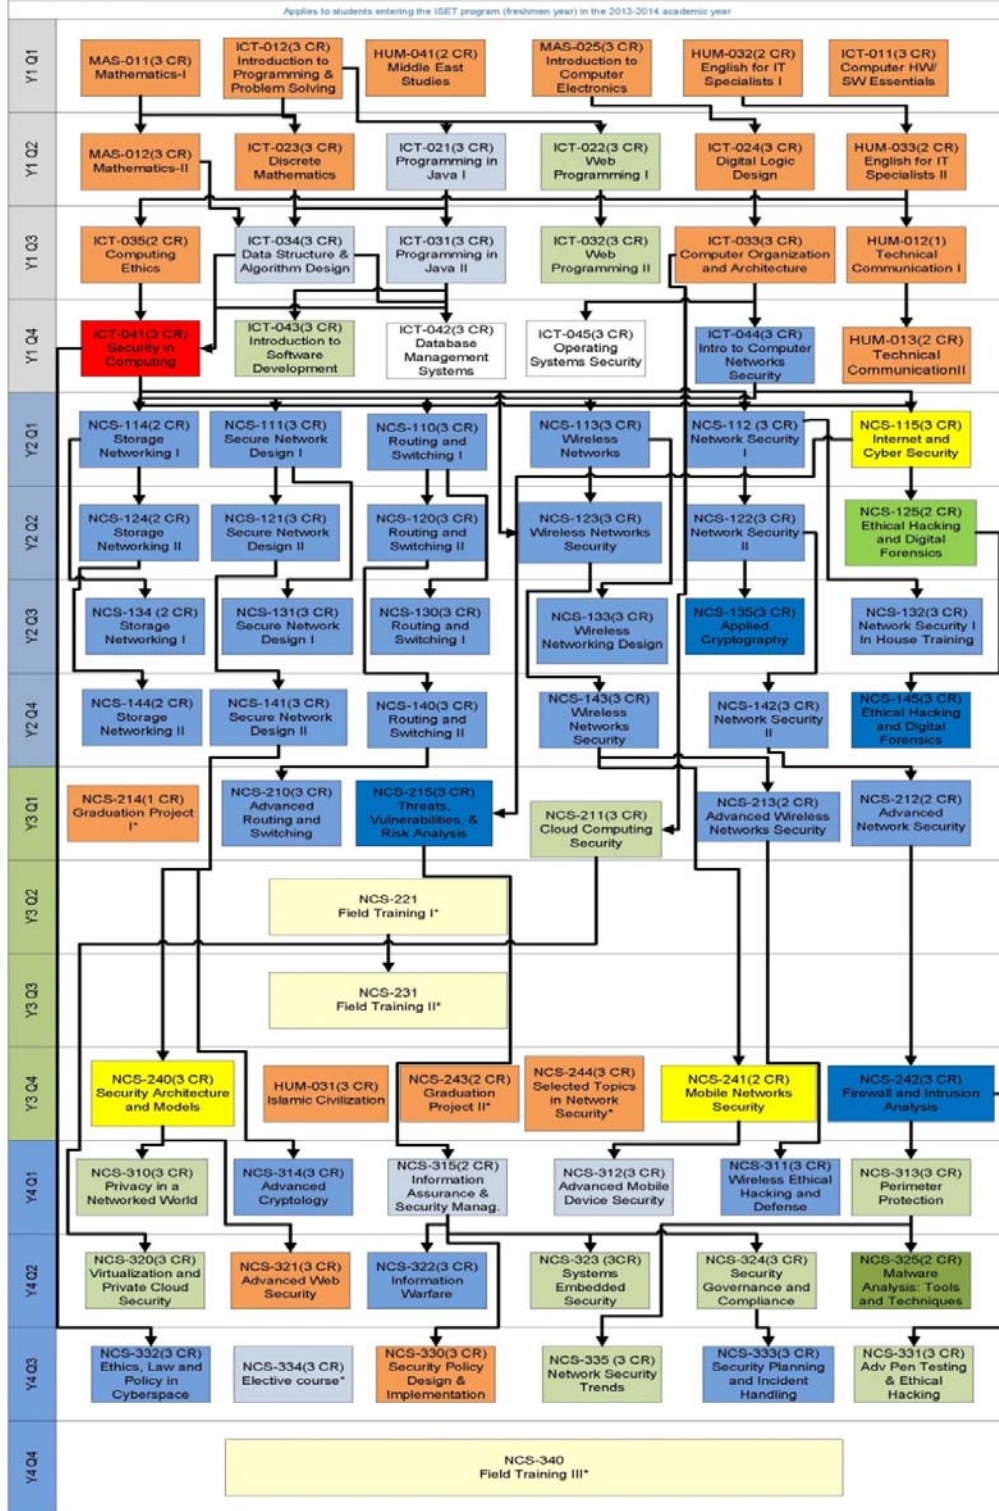 Applies to students entering the ISET program (freshmen year) in the 2013-2014 academic year
Y1 Q1
MAS-011(3 CR)
Mathematics-I
ICT-012(3 CR)
Introduction to
Programming &
Problem Solving
HUM-041(2 CR)
Middle East
Studies
MAS-025(3 CR)
Introduction to
Computer
Electronics
HUM-032(2 CR)
English for IT
Specialists I
ICT-011(3 CR)
Computer HW/
SW Essentials
Y1 Q2
MAS-012(3 CR)
Mathematics-II
ICT-023(3 CR)
Discrete
Mathematics
ICT-021(3 CR)
Programming in
Java I
ICT-022(3 CR)
Web
Programming I
ICT-024(3 CR)
Digital Logic
Design
HUM-033(2 CR)
English for IT
Specialists II
Y1 Q3
ICT-035(2 CR)
Computing
Ethics
ICT-034(3 CR)
Data Structure &
Algorithm Design
ICT-031(3 CR)
Programming in
Java II
ICT-032(3 CR)
Web
Programming II
ICT-033(3 CR)
Computer Organization
and Architecture
HUM-012(1)
Technical
Communication I
Y1 Q4
ICT-041(3 CR)
Security in
Computing
ICT-043(3 CR)
Introduction to
Software
Development
ICT-042(3 CR)
Database
Management
Systems
ICT-045(3 CR)
Operating
Systems Security
ICT-044(3 CR)
Intro to Computer
Networks
Security
HUM-013(2 CR)
Technical
CommunicationII
Y2 Q1
NCS-114(2 CR)
Storage
Networking I
NCS-111(3 CR)
Secure Network
Design I
NCS-110(3 CR)
Routing and
Switching I
NCS-113(3 CR)
Wireless
Networks
NCS-112 (3 CR)
Network Security
I
NCS-115(3 CR)
Internet and
Cyber Security
Y2 Q2
NCS-124(2 CR)
Storage
Networking II
NCS-121(3 CR)
Secure Network
Design II
NCS-120(3 CR)
Routing and
Switching II
NCS-123(3 CR)
Wireless Networks
Security
NCS-122(3 CR)
Network Security
II
NCS-125(2 CR)
Ethical Hacking
and Digital
Forensics
Y2 Q3
NCS-134 (2 CR)
Storage
Networking I
NCS-131(3 CR)
Secure Network
Design I
NCS-130(3 CR)
Routing and
Switching I
NCS-133(3 CR)
Wireless
Networking Design
NCS-135(3 CR)
Applied
Cryptography
NCS-132(3 CR)
Network Security I
In House Training
Y2 Q4
NCS-144(2 CR)
Storage
Networking II
NCS-141(3 CR)
Secure Network
Design II
NCS-140(3 CR)
Routing and
Switching II
NCS-143(3 CR)
Wireless
Networks
Security
NCS-142(3 CR)
Network Security
II
NCS-145(3 CR)
Ethical Hacking
and Digital
Forensics
Y3 Q1
NCS-214(1 CR)
Graduation Project
I*
NCS-210(3 CR)
Advanced
Routing and
Switching
NCS-215(3 CR)
Threats,
Vulnerabilities, &
Risk Analysis
NCS-211(3 CR)
Cloud Computing
Security
NCS-213(2 CR)
Advanced Wireless
Networks Security
NCS-212(2 CR)
Advanced
Network Security
Y3 Q2
NCS-221
Field Training I*
Y3 Q3
NCS-231
Field Training II*
Y3 Q4
NCS-240(3 CR)
Security Architecture
and Models
HUM-031(3 CR)
Islamic Civilization
NCS-243(2 CR)
Graduation
Project II*
NCS-244(3 CR)
Selected Topics
in Network
Security*
NCS-241(2 CR)
Mobile Networks
Security
NCS-242(3 CR)
Firewall and Intrusion
Analysis
Y4 Q1
NCS-310(3 CR)
Privacy in a
Networked World
NCS-314(3 CR)
Advanced
Cryptology
NCS-315(2 CR)
Information
Assurance &
Security Manag.
NCS-312(3 CR)
Advanced Mobile
Device Security
NCS-311(3 CR)
Wireless Ethical
Hacking and
Defense
NCS-313(3 CR)
Perimeter
Protection
Y4 Q2
NCS-320(3 CR)
Virtualization and
Private Cloud
Security
NCS-321(3 CR)
Advanced Web
Security
NCS-322(3 CR)
Information
Warfare
NCS-323 (3CR)
Systems
Embedded
Security
NCS-324(3 CR)
Security
Governance and
Compliance
NCS-325(2 CR)
Malware
Analysis: Tools
and Techniques
Y4 Q3
NCS-332(3 CR)
Ethics, Law and
Policy in
Cyberspace
NCS-334(3 CR)
Elective course*
NCS-330(3 CR)
Security Policy
Design &
Implementation
NCS-335 (3 CR)
Network Security
Trends
NCS-333(3 CR)
Security Planning
and Incident
Handling
NCS-331(3 CR)
Adv Pen Testing
& Ethical
Hacking
Y4 Q4
NCS-340
Field Training III*